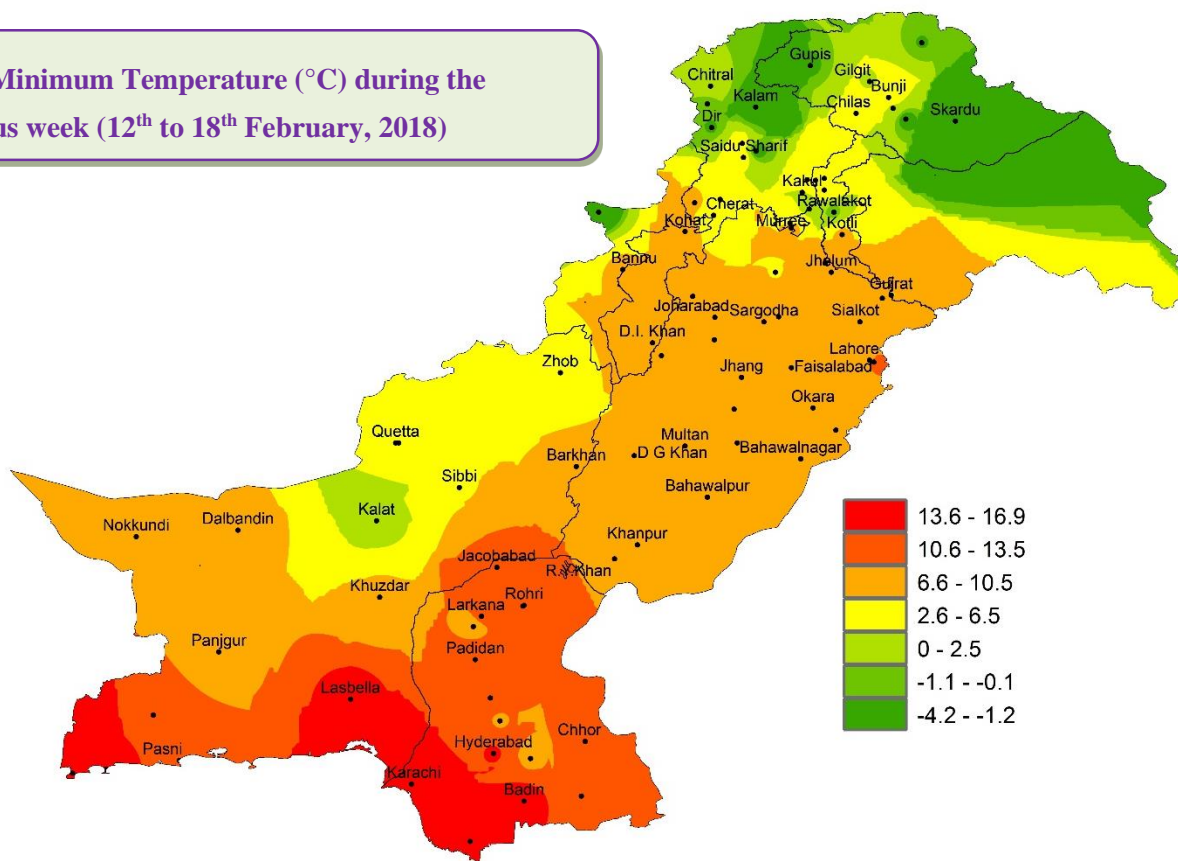 Minimum Temperature (°C) during the
us week (12th to 18th February, 2018)
Gupis
Gilgit
Chitral
Bunji
Kalam
Chilas
Skardu
Dir
Saidu Sharif
Kakul
Cherat
Rawalakot
Kohat
Murree
Kotli
Bannu
Jhelum
Gujrat
Joharabad
Sargodha
Sialkot
D.I. Khan
Lahore
Zhob
Jhang
Faisalabad
Okara
Quetta
Multan
Barkhan
D G Khan
Bahawalnagar
Sibbi
Bahawalpur
Kalat
Nokkundi
Dalbandin
Khanpur
Jacobabad
R.Y.Khan
Khuzdar
Rohri
Larkana
Panjgur
Padidan
Lasbella
Chhor
Pasni
Hyderabad
Karachi
Badin
13.6 - 16.9
10.6 - 13.5
6.6 - 10.5
2.6 - 6.5
0 - 2.5
-1.1 - -0.1
-4.2 - -1.2